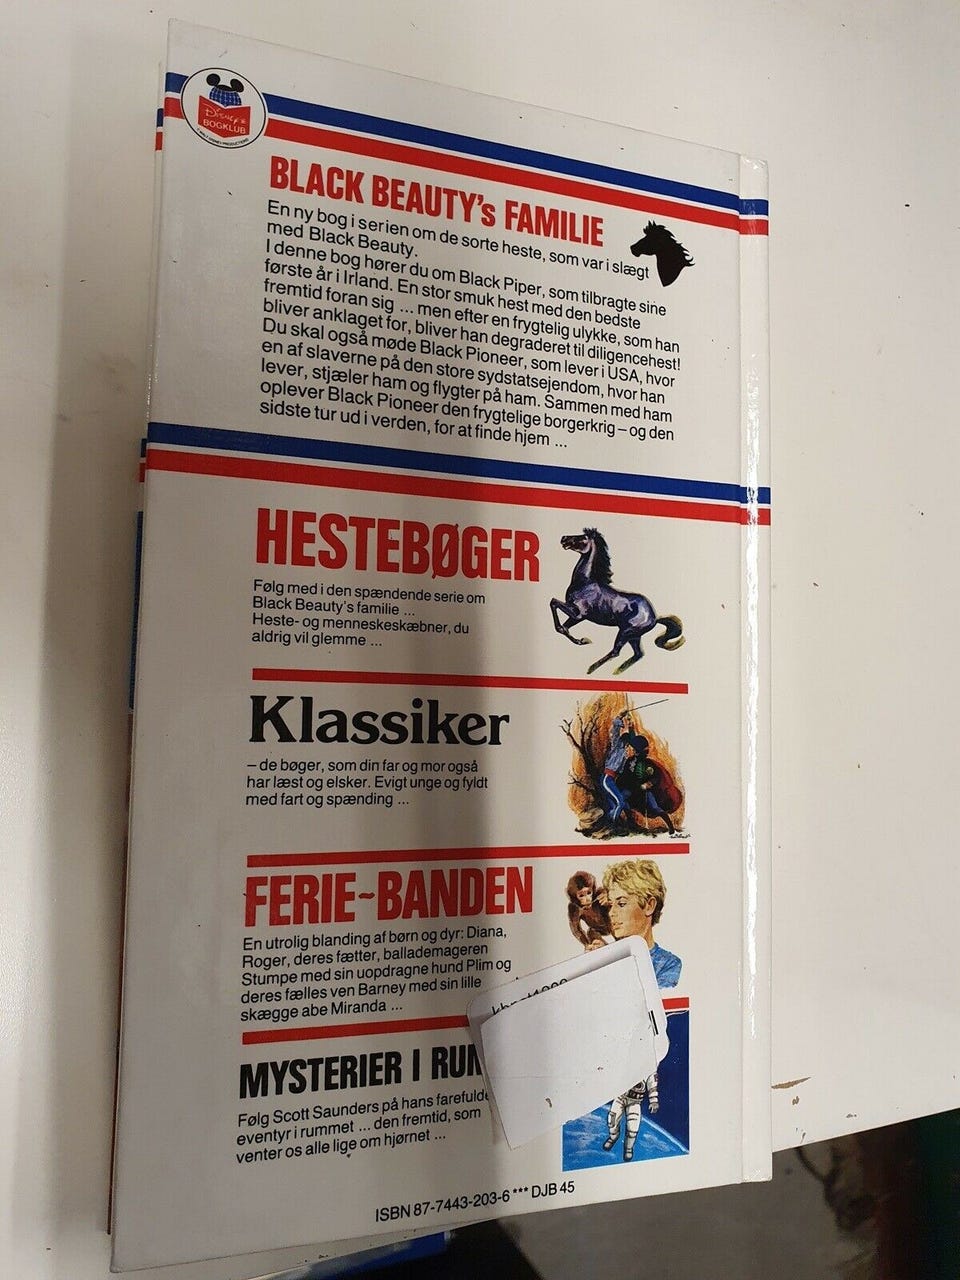 DISNEY'S
BOGKLUB
© WALT DISNEY PRODUCTIONS
BLACK BEAUTY's FAMILIE
En ny bog i serien om de sorte heste, som var i slægt
med Black Beauty.
I denne bog hører du om Black Piper, som tilbragte sine
første år i Irland. En stor smuk hest med den bedste
fremtid foran sig ... men efter en frygtelig ulykke, som han
bliver anklaget for, bliver han degraderet til diligencehest!
Du skal også møde Black Pioneer, som lever i USA, hvor
en af slaverne på den store sydstatsejendom, hvor han
lever, stjæler ham og flygter på ham. Sammen med ham
oplever Black Pioneer den frygtelige borgerkrig – og den
sidste tur ud i verden, for at finde hjem ...
HESTEBØGER
Følg med i den spændende serie om
Black Beauty's familie ...
Heste- og menneskeskæbner, du
aldrig vil glemme ...
Klassiker
– de bøger, som din far og mor også
har læst og elsker. Evigt unge og fyldt
med fart og spænding ...
FERIE~BANDEN
En utrolig blanding af børn og dyr: Diana,
Roger, deres fætter, ballademageren
Stumpe med sin uopdragne hund Plim og
deres fælles ven Barney med sin lille
skægge abe Miranda ...
MYSTERIER I
Følg Scott Saunders på hans farefulde
eventyr i rummet ... den fremtid, som
venter os alle lige om hjørnet ...
ISBN 87-7443-203-6 *** DJB 45